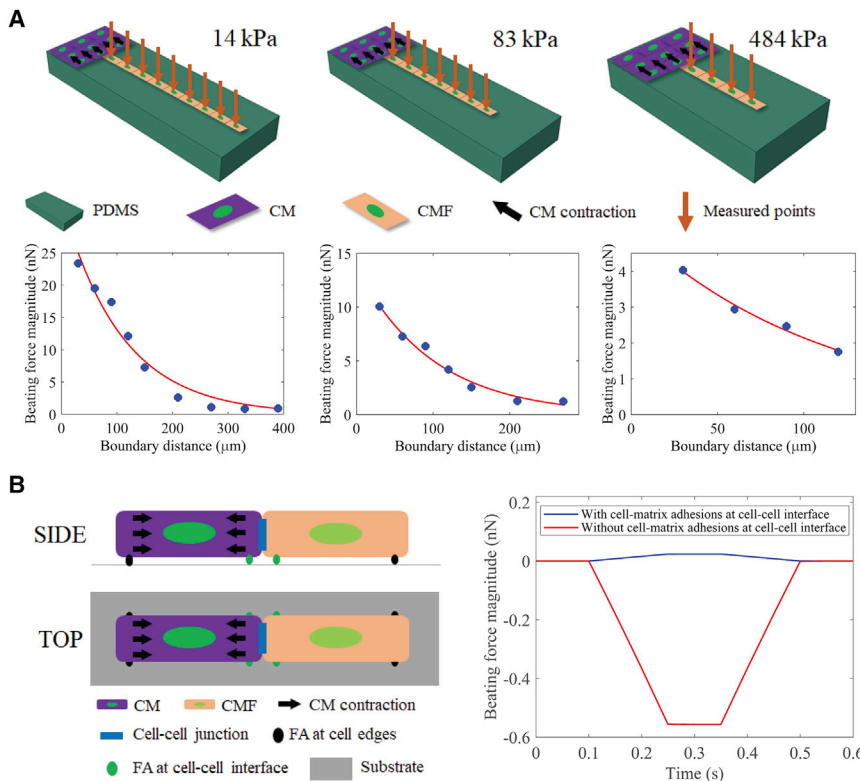 A
14 kPa
83 kPa
484 kPa
PDMS
CM
CMF
CM contraction
Measured points
Beating force magnitude (nN)
25
20
15
10
5
0
0
100
200
300
400
Boundary distance (μm)
Beating force magnitude (nN)
15
10
5
0
0
100
200
Boundary distance (μm)
Beating force magnitude (nN)
4
3
2
1
0
0
50
100
Boundary distance (μm)
B
SIDE
TOP
CM
CMF
CM contraction
Cell-cell junction
FA at cell edges
FA at cell-cell interface
Substrate
With cell-matrix adhesions at cell-cell interface
Without cell-matrix adhesions at cell-cell interface
Beating force magnitude (nN)
0.2
0
-0.2
-0.4
-0.6
0
0.1
0.2
0.3
0.4
0.5
0.6
Time (s)